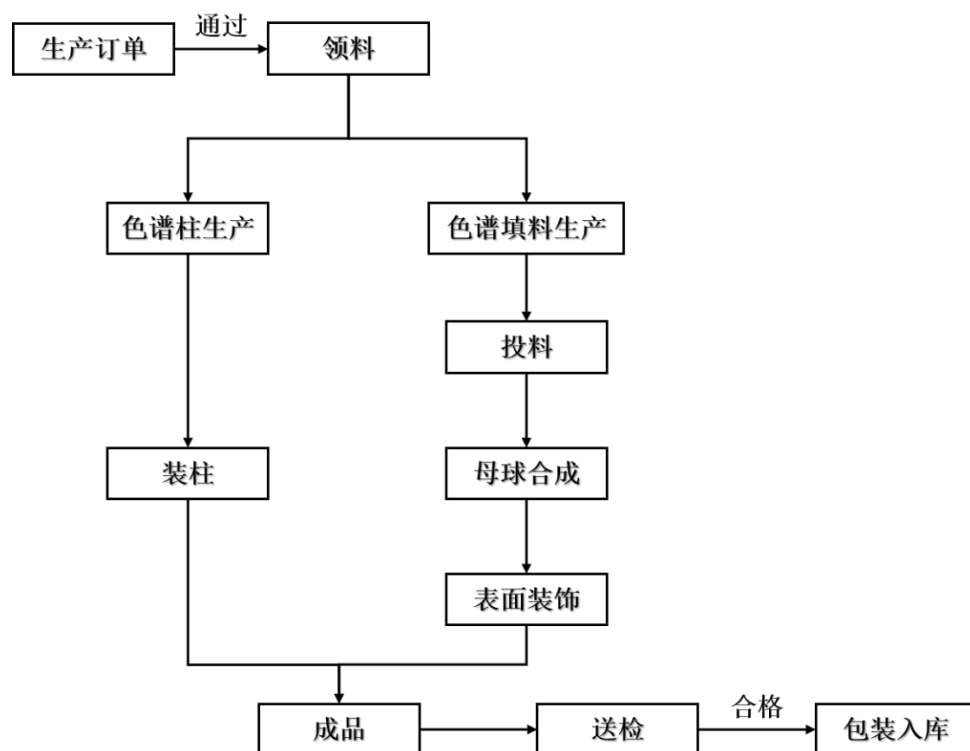 通过
生产订单
领料
色谱柱生产
色谱填料生产
投料
装柱
母球合成
表面装饰
合格
成品
送检
包装入库